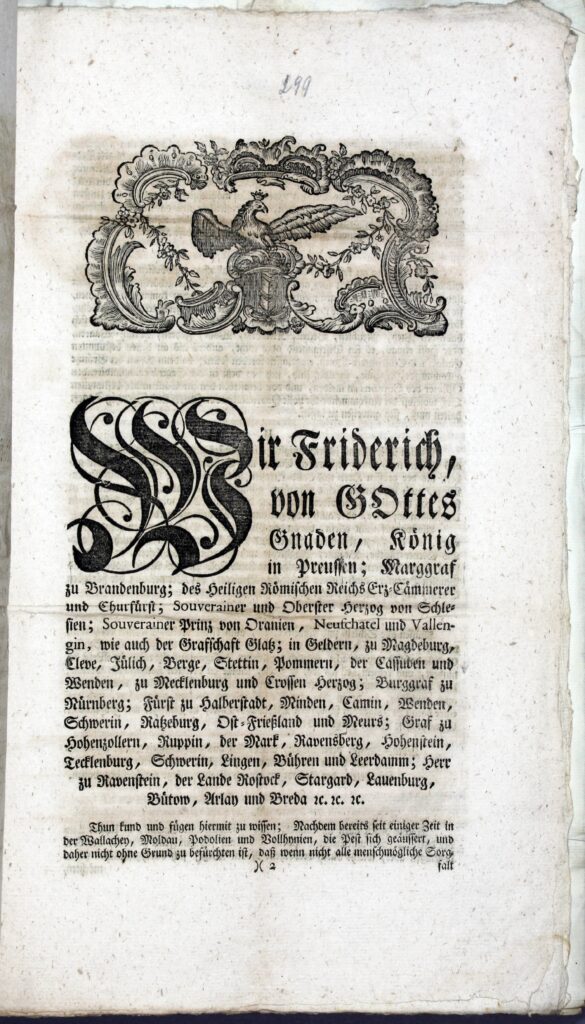 299
Wir Friderich,
von GOttes
Gnaden, König
in Preussen; Marggraf
zu Brandenburg; des Heiligen Römischen Reichs Ertz-Cämmerer
und Churfürst; Souverainer und Oberster Herzog von Schle-
sien; Souverainer Prinz von Oranien, Neufchatel und Vallen-
gin, wie auch der Grafschaft Glatz; in Geldern, zu Magdeburg,
Cleve, Jülich, Berge, Stettin, Pommern, der Cassuben und
Wenden, zu Mecklenburg und Crossen Herzog; Burggraf zu
Nürnberg; Fürst zu Halberstadt, Minden, Camin, Wenden,
Schwerin, Ratzeburg, Ost-Frießland und Meurs; Graf zu
Hohenzollern, Ruppin, der Mark, Ravensberg, Hohenstein,
Tecklenburg, Schwerin, Lingen, Bühren und Leerdamm; Herr
zu Ravenstein, der Lande Rostock, Stargard, Lauenburg,
Bütow, Arlay und Breda ꝛc. ꝛc. ꝛc.
Thun kund und fügen hiermit zu wissen; Nachdem bereits seit einiger Zeit in
der Wallachey, Moldau, Podolien und Vollhynien, die Pest sich geäussert, und
daher nicht ohne Grund zu befürchten ist, daß wenn nicht alle menschmögliche Sorg-
)( 2 falt